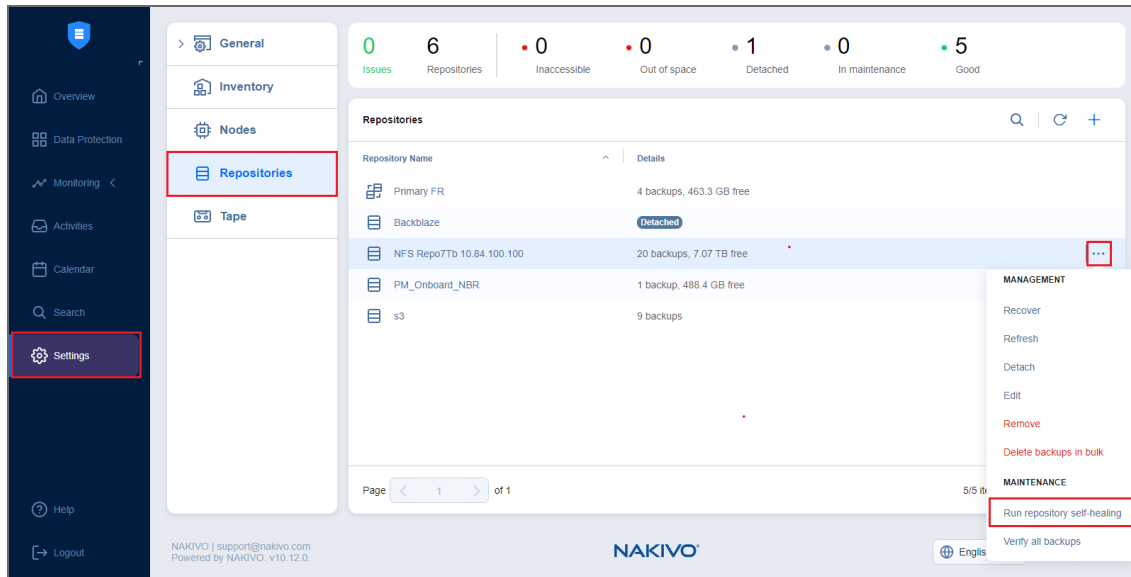 General
Inventory
Nodes
Repositories
Tape
Overview
Data Protection
Monitoring
Activities
Calendar
Search
Settings
Help
Logout
0 6 0 0 1 0 5
Issues Repositories Inaccessible Out of space Detached In maintenance Good
Repositories
Repository Name Details
Primary FR 4 backups, 463.3 GB free
Backblaze Detached
NFS Repo7Tb 10.84.100.100 20 backups, 7.07 TB free ...
PM_Onboard_NBR 1 backup, 488.4 GB free
s3 9 backups
MANAGEMENT
Recover
Refresh
Detach
Edit
Remove
Delete backups in bulk
MAINTENANCE
Run repository self-healing
Verify all backups
Page 1 of 1 5/5
NAKIVO | support@nakivo.com
Powered by NAKIVO. v10.12.0.
NAKIVO®